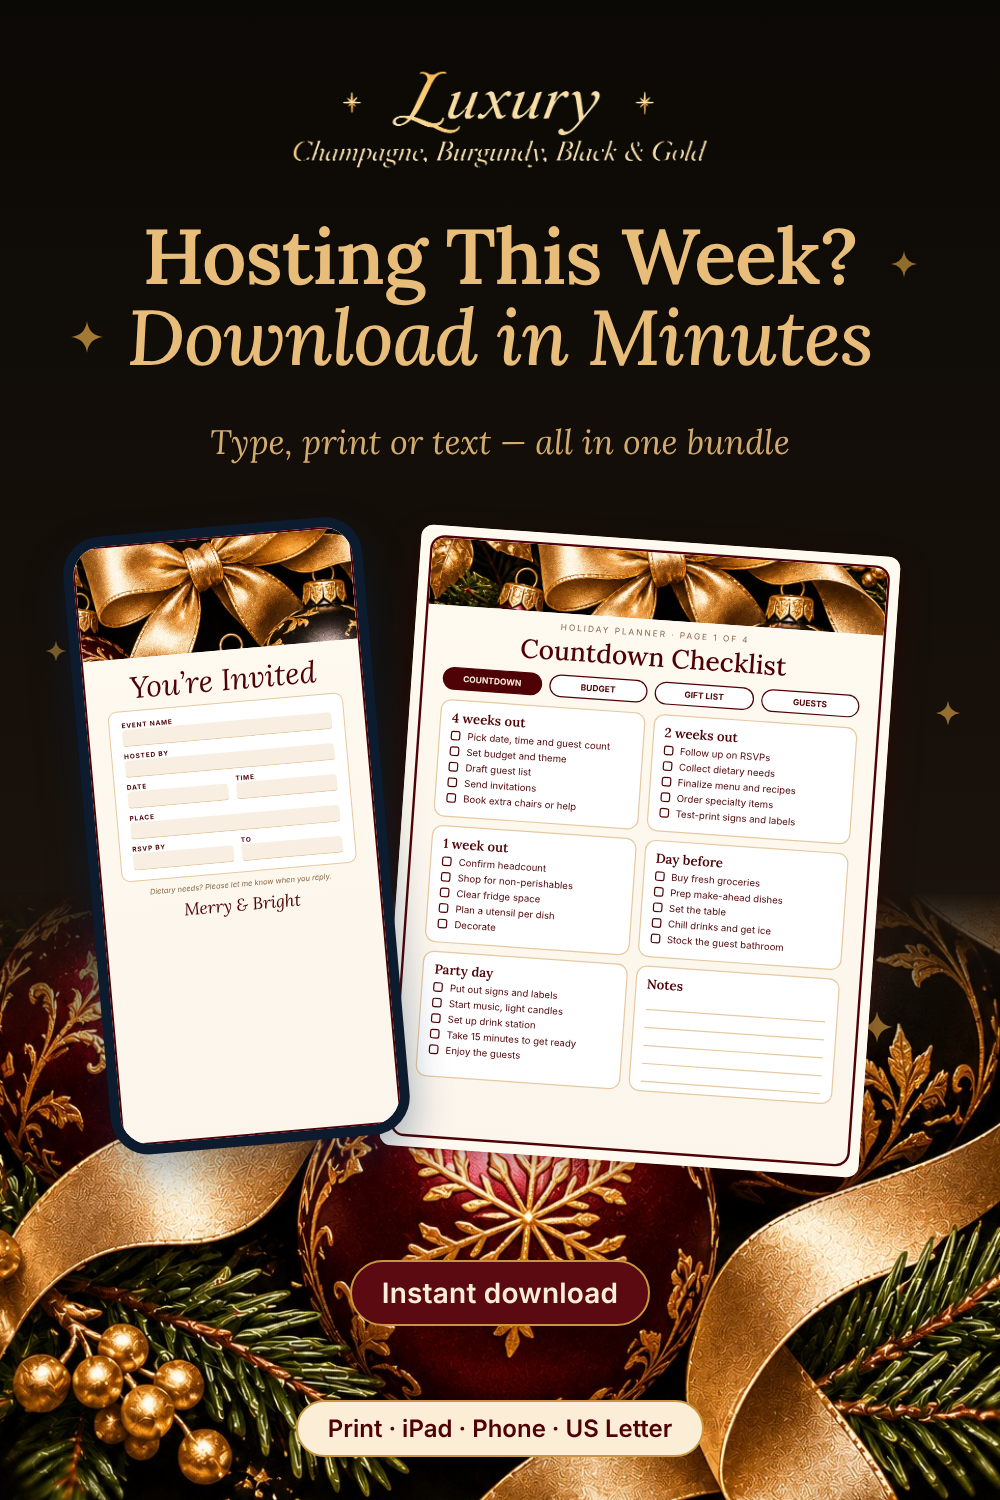 Luxury
Champagne, Burgundy, Black & Gold
Hosting This Week?
Download in Minutes
Type, print or text — all in one bundle
You're Invited
EVENT NAME
HOSTED BY
DATE
TIME
PLACE
RSVP BY
TO
Dietary needs? Please let me know when you reply.
Merry & Bright
HOLIDAY PLANNER · PAGE 1 OF 4
Countdown Checklist
COUNTDOWN
BUDGET
GIFT LIST
GUESTS
4 weeks out
Pick date, time and guest count
Set budget and theme
Draft guest list
Send invitations
Book extra chairs or help
2 weeks out
Follow up on RSVPs
Collect dietary needs
Finalize menu and recipes
Order specialty items
Test-print signs and labels
1 week out
Confirm headcount
Shop for non-perishables
Clear fridge space
Plan a utensil per dish
Decorate
Day before
Buy fresh groceries
Prep make-ahead dishes
Set the table
Chill drinks and get ice
Stock the guest bathroom
Party day
Put out signs and labels
Start music, light candles
Set up drink station
Take 15 minutes to get ready
Enjoy the guests
Notes
Instant download
Print · iPad · Phone · US Letter